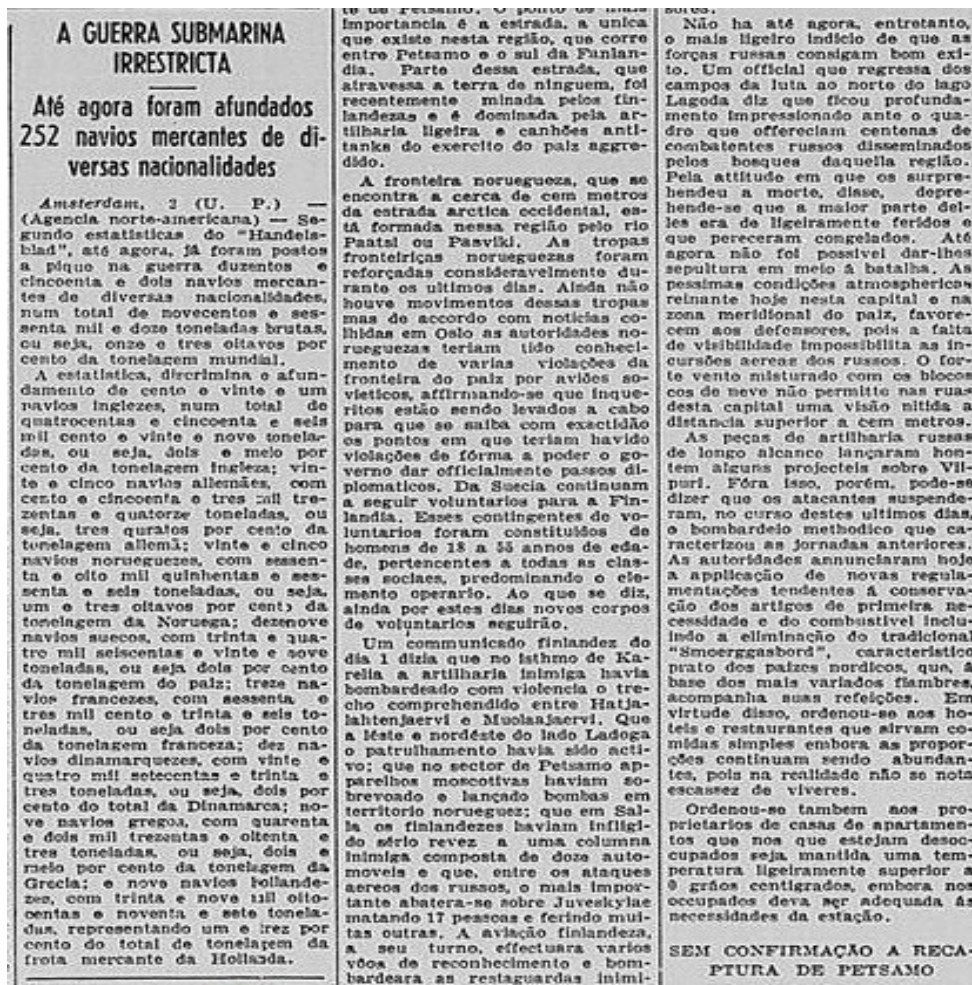 A GUERRA SUBMARINA
IRRESTRICTA
Até agora foram afundados
252 navios mercantes de di-
versas nacionalidades
Amsterdam, 2 (U. P.) —
(Agencia norte-americana) — Se-
gundo estatisticas do "Handels-
blad", até agora, já foram postos
a pique na guerra duzentos e
cincoenta e dois navios mercan-
tes de diversas nacionalidades,
num total de novecentos e ses-
senta mil e doze toneladas brutas,
ou seja, onze e tres oitavos por
cento da tonelagem mundial.
A estatistica, discrimina o afun-
damento de cento e vinte e um
navios inglezes, num total de
quatrocentas e cincoenta e seis
mil cento e vinte e nove tonela-
das, ou seja, dois e meio por
cento da tonelagem ingleza; vin-
te e cinco navios allemães, com
cento e cincoenta e tres mil tre-
zentas e quatorze toneladas, ou
seja, tres quratos por cento da
tonelagem allemã; vinte e cinco
navios norueguezes, com sessen-
ta e oito mil quinhentas e ses-
senta e seis toneladas, ou seja,
um e tres oitavos por cento da
tonelagem da Noruega; dezenove
navios suecos, com trinta e qua-
tro mil seiscentas e vinte e nove
toneladas, ou seja dois por cento
da tonelagem do paiz; treze na-
vios francezes, com sessenta e
tres mil cento e trinta e seis to-
neladas, ou seja dois por cento
da tonelagem franceza; dez na-
vios dinamarquezes, com vinte e
quatro mil setecentas e trinta e
tres toneladas, ou seja, dois por
cento do total da Dinamarca; no-
ve navios gregos, com quarenta
e dois mil trezentas e oitenta e
tres toneladas, ou seja, dois e
meio por cento da tonelagem da
Grecia; e nove navios hollande-
zes, com trinta e nove mil oito-
centas e noventa e sete tonela-
das, representando um e trez por
cento do total de tonelagem da
frota mercante da Hollanda.
te de Petsamo. O ponto de mais
importancia é a estrada, a unica
que existe nesta região, que corre
entre Petsamo e o sul da Funlan-
dia. Parte dessa estrada, que
atravessa a terra de ninguem, foi
recentemente minada pelos fin-
landezas e é dominada pela ar-
tilharia ligeira e canhões anti-
tanks do exercito do paiz aggre-
dido.
A fronteira noruegueza, que se
encontra a cerca de cem metros
da estrada arctica occidental, es-
tá formada nessa região pelo rio
Paatsi ou Pasviki. As tropas
fronteiriças norueguezas foram
reforçadas consideravelmente du-
rante os ultimos dias. Ainda não
houve movimentos dessas tropas
mas de accordo com noticias co-
lhidas em Oslo as autoridades no-
rueguezas teriam tido conheci-
mento de varias violações da
fronteira do paiz por aviões so-
vieticos, affirmando-se que inque-
ritos estão sendo levados a cabo
para que se saiba com exactidão
os pontos em que teriam havido
violações de fórma a poder o go-
verno dar officialmente passos di-
plomaticos. Da Suecia continuam
a seguir voluntarios para a Fin-
landia. Esses contingentes de vo-
luntarios foram constituidos de
homens de 18 a 55 annos de eda-
de, pertencentes a todas as clas-
ses sociaes, predominando o ele-
mento operario. Ao que se diz,
ainda por estes dias novos corpos
de voluntarios seguirão.
Um communicado finlandez do
dia 1 dizia que no isthmo de Ka-
relia a artilharia inimiga havia
bombardeado com violencia o tre-
cho comprehendido entre Hatja-
lahtenjaervi e Muolaajaervi. Que
a léste e nordéste do lado Ladoga
o patrulhamento havia sido acti-
vo; que no sector de Petsamo ap-
parelhos moscotivas haviam so-
brevoado e lançado bombas em
territorio norueguez; que em Sal-
la os finlandezes haviam infligi-
do sério revez a uma columna
inimiga composta de doze auto-
moveis e que, entre os ataques
aereos dos russos, o mais impor-
tante abatera-se sobre Juveskylae
matando 17 pessoas e ferindo mui-
tas outras. A aviação finlandeza,
a seu turno, effectuara varios
vôos de reconhecimento e bom-
bardeara as restaguardas inimi-
sores.
Não ha até agora, entretanto,
o mais ligeiro indicio de que as
forças russas consigam bom exi-
to. Um official que regressa dos
campos da luta ao norte do lago
Lagoda diz que ficou profunda-
mento impressionado ante o qua-
dro que offereciam centenas de
combatentes russos disseminados
pelos bosques daquella região.
Pela attitude em que os surpre-
hendeu a morte, disse, depre-
hende-se que a maior parte del-
les era de ligeiramente feridos e
que pereceram congelados. Até
agora não foi possivel dar-lhes
sepultura em meio á batalha. As
pessimas condições atmosphericas
reinante hoje nesta capital e na
zona meridional do paiz, favore-
cem aos defensores, pois a falta
de visibilidade impossibilita as in-
cursões aereas dos russos. O for-
te vento misturado com os blocos
cos de neve não permitte nas ruas
desta capital uma visão nitida a
distancia superior a cem metros.
As peças de artilharia russas
de longo alcance lançaram hon-
tem alguns projecteis sobre Vii-
puri. Fóra isso, porém, pode-se
dizer que os atacantes suspende-
ram, no curso destes ultimos dias,
o bombardeio methodico que ca-
racterizou as jornadas anteriores.
As autoridades annunciaram hoje
a applicação de novas regula-
mentações tendentes á conserva-
ção dos artigos de primeira ne-
cessidade e do combustivel inclu-
indo a eliminação do tradicional
"Smoerggasbord", caracteristico
prato dos paizes nordicos, que, á
base dos mais variados fiambres,
acompanha suas refeições. Em
virtude disso, ordenou-se aos ho-
teis e restaurantes que sirvam co-
midas simples embora as propor-
ções continuam sendo abundan-
tes, pois na realidade não se nota
escassez de viveres.
Ordenou-se tambem aos pro-
prietarios de casas de apartamen-
tos que nos que estejam desoc-
cupados seja mantida uma tem-
peratura ligeiramente superior a
0 gráos centigrados, embora nos
occupados deva ser adequada ás
necessidades da estação.
SEM CONFIRMAÇÃO A RECA-
PTURA DE PETSAMO